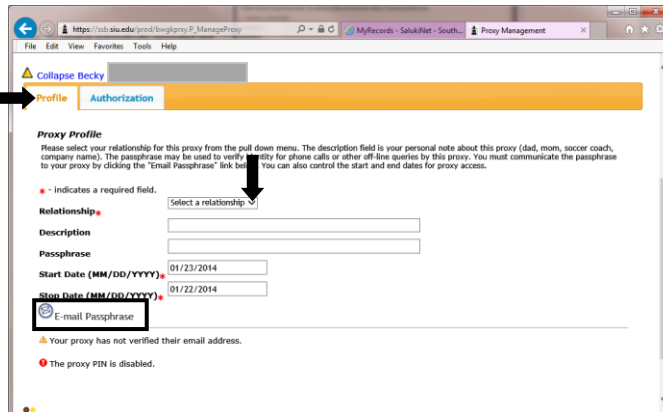 https://ssb.siu.edu/prod/bwgkprxy.P_ManageProxy
MyRecords - SalukiNet - South...
Proxy Management
File Edit View Favorites Tools Help
Collapse Becky
Profile
Authorization
Proxy Profile
Please select your relationship for this proxy from the pull down menu. The description field is your personal note about this proxy (dad, mom, soccer coach,
company name). The passphrase may be used to verify identity for phone calls or other off-line queries by this proxy. You must communicate the passphrase
to your proxy by clicking the "Email Passphrase" link below. You can also control the start and end dates for proxy access.
* - indicates a required field.
Relationship* Select a relationship
Description
Passphrase
Start Date (MM/DD/YYYY)* 01/23/2014
Stop Date (MM/DD/YYYY)* 01/22/2014
E-mail Passphrase
Your proxy has not verified their email address.
The proxy PIN is disabled.